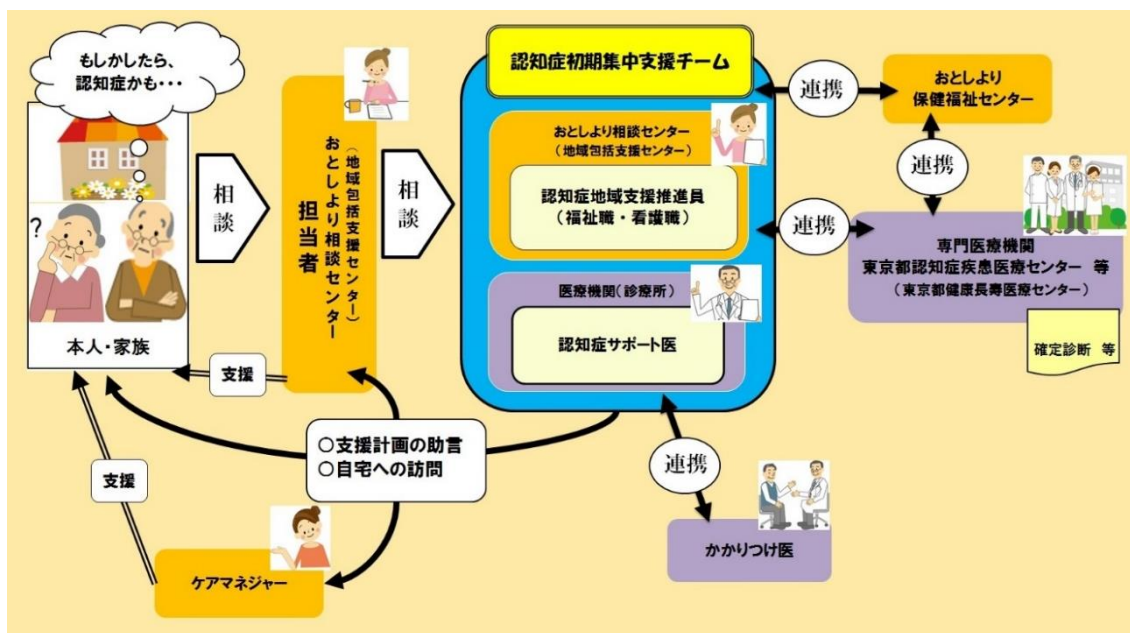 もしかしたら、
認知症かも・・・
?
本人・家族
相談
(地域包括支援センター)
おとしより相談センター
担当者
相談
認知症初期集中支援チーム
おとしより相談センター
(地域包括支援センター)
認知症地域支援推進員
(福祉職・看護職)
医療機関(診療所)
認知症サポート医
連携
おとしより
保健福祉センター
連携
連携
専門医療機関
東京都認知症疾患医療センター 等
(東京都健康長寿医療センター)
確定診断 等
支援
○支援計画の助言
○自宅への訪問
支援
ケアマネジャー
連携
かかりつけ医